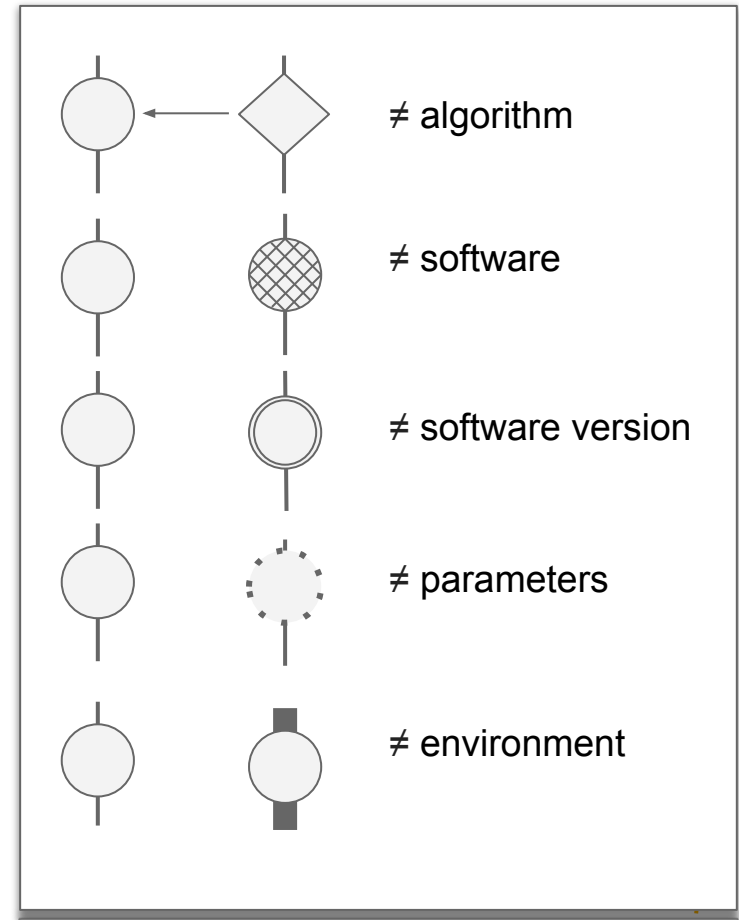 ≠ algorithm
≠ software
≠ software version
≠ parameters
≠ environment